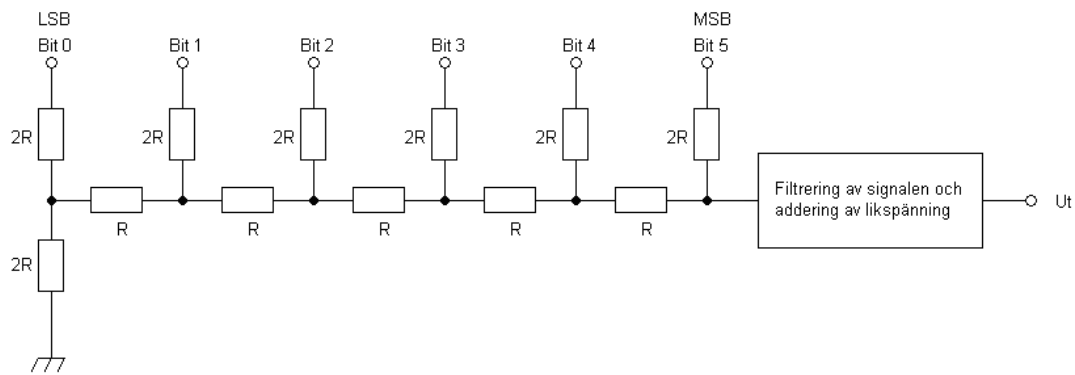 LSB
MSB
Bit 0
Bit 1
Bit 2
Bit 3
Bit 4
Bit 5
2R
2R
2R
2R
2R
2R
Filtrering av signalen och
addering av likspänning
Ut
R
R
R
R
R
2R